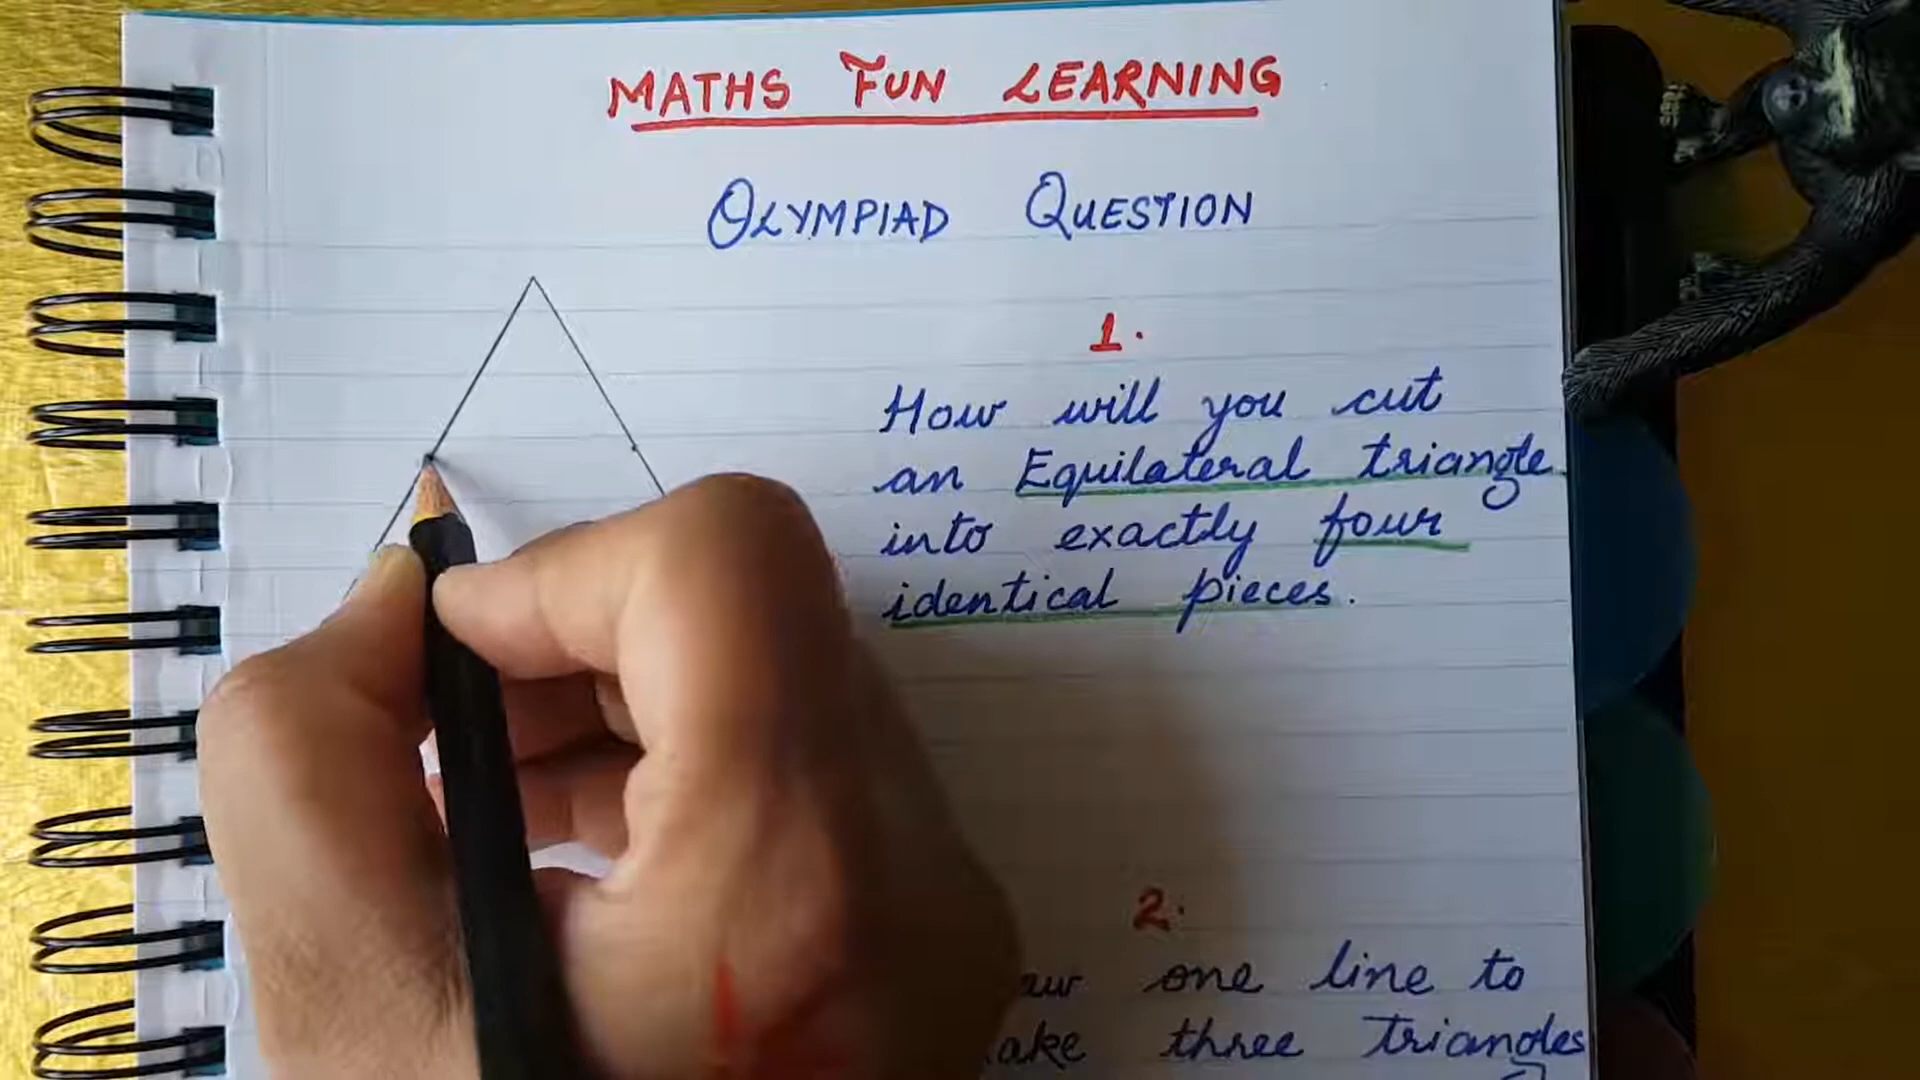 MATHS FUN LEARNING
OLYMPIAD QUESTION
1.
How will you cut
an Equilateral triangle
into exactly four
identical pieces.
2.
one line to
three triangles